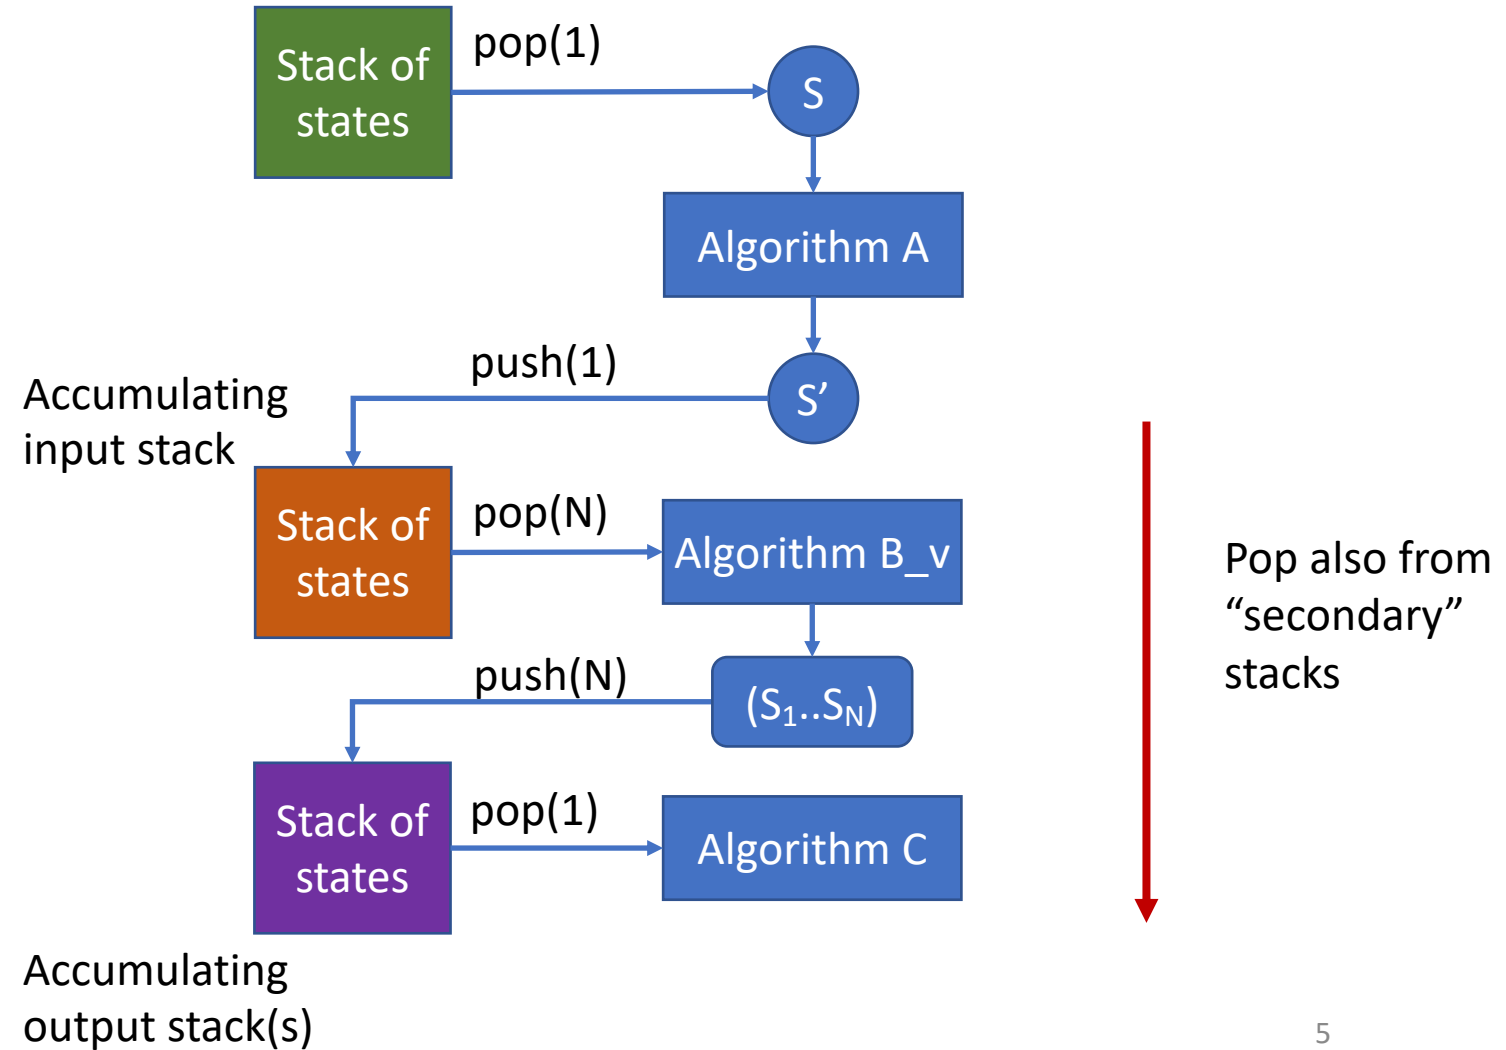 Stack of
states
pop(1)
S
Algorithm A
push(1)
S’
Accumulating
input stack
Stack of
states
pop(N)
Algorithm B_v
Pop also from
“secondary”
stacks
push(N)
(S1..SN)
Stack of
states
pop(1)
Algorithm C
Accumulating
output stack(s)
5